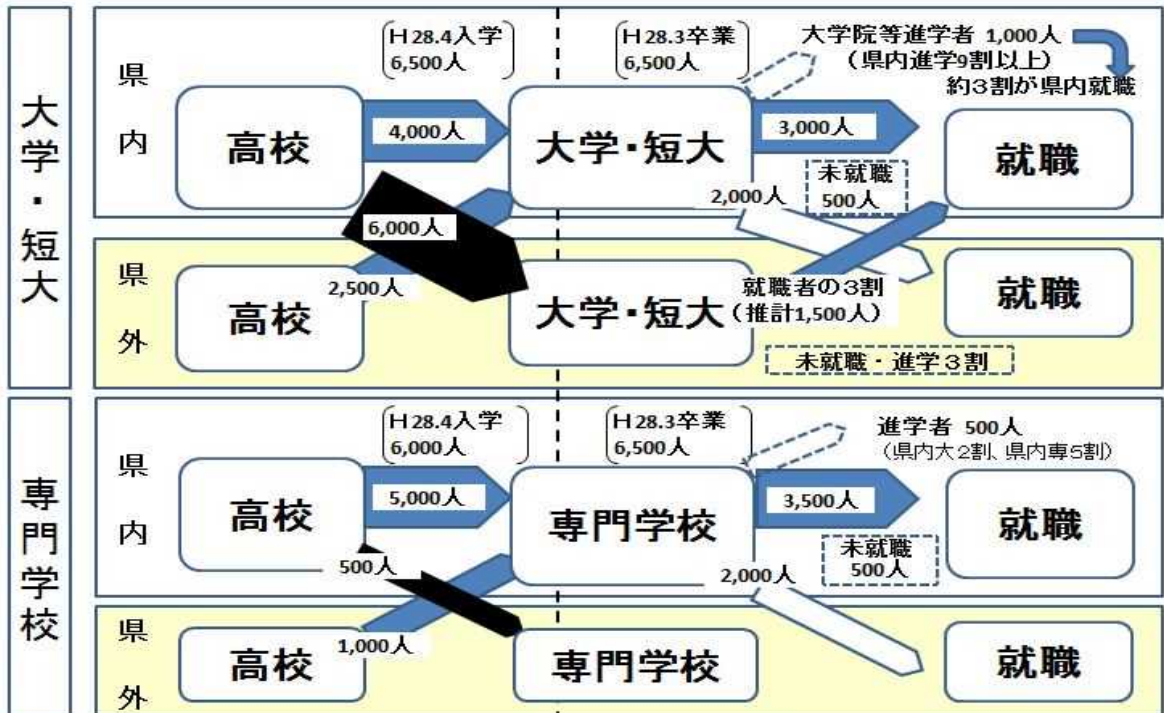 大学・短大
県内
H28.4入学
6,500人
H28.3卒業
6,500人
大学院等進学者 1,000人
（県内進学9割以上）
約3割が県内就職
高校
4,000人
大学・短大
3,000人
就職
未就職
500人
2,000人
6,000人
県外
2,500人
高校
大学・短大
就職者の3割
（推計1,500人）
就職
未就職・進学3割
専門学校
県内
H28.4入学
6,000人
H28.3卒業
6,500人
進学者 500人
（県内大2割、県内専5割）
高校
5,000人
専門学校
3,500人
就職
未就職
500人
500人
2,000人
県外
1,000人
高校
専門学校
就職